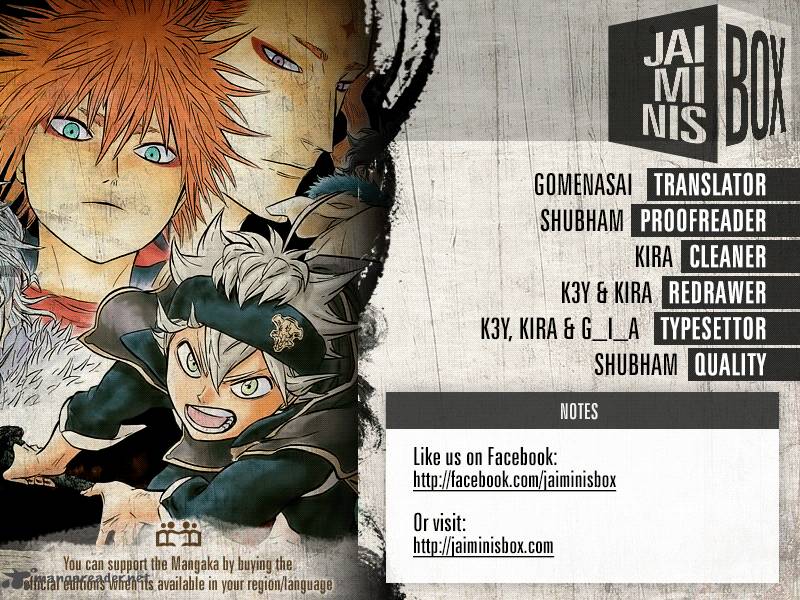 JAI
MI
NIS
BOX
GOMENASAI TRANSLATOR
SHUBHAM PROOFREADER
KIRA CLEANER
K3Y & KIRA REDRAWER
K3Y, KIRA & G_I_A TYPESETTOR
SHUBHAM QUALITY
NOTES
Like us on Facebook:
http://facebook.com/jaiminisbox
Or visit:
http://jaiminisbox.com
You can support the Mangaka by buying the
official editions when its available in your region/language
mangareader.net